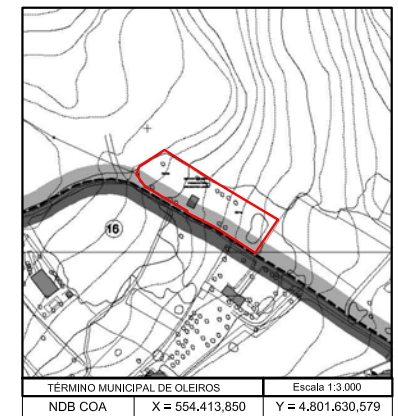 16
TÉRMINO MUNICIPAL DE OLEIROS
Escala 1:3.000
NDB COA
X = 554.413,850
Y = 4.801.630,579